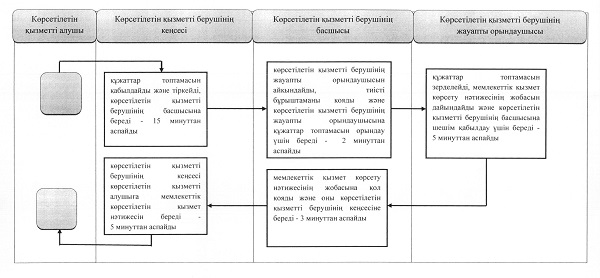 Көрсетілетін
қызметті алушы
Көрсетілетін қызметті берушінің
кеңсесі
Көрсетілетін қызметті берушінің
басшысы
Көрсетілетін қызметті берушінің
жауапты орындаушысы
құжаттар топтамасын
қабылдайды және тіркейді,
көрсетілетін қызметті
берушінің басшысына
береді - 15 минуттан
аспайды
көрсетілетін қызметті берушінің
жауапты орындаушысын
айқындайды, тиісті
бұрыштаманы қояды және
көрсетілетін қызметті берушінің
жауапты орындаушысына
құжаттар топтамасын орындау
үшін береді - 2 минуттан
аспайды
құжаттар топтамасын
зерделейді, мемлекеттік қызмет
көрсету нәтижесінің жобасын
дайындайды және көрсетілетін
қызметті берушінің басшысына
шешім қабылдау үшін береді -
5 минуттан аспайды
көрсетілетін қызметті
берушінің кеңсесі
көрсетілетін қызметті
алушыға мемлекеттік
көрсетілетін қызмет
нәтижесін береді -
5 минуттан аспайды
мемлекеттік қызмет көрсету
нәтижесінің жобасына қол
қояды және оны көрсетілетін
қызметті берушінің кеңсесіне
береді - 3 минуттан аспайды